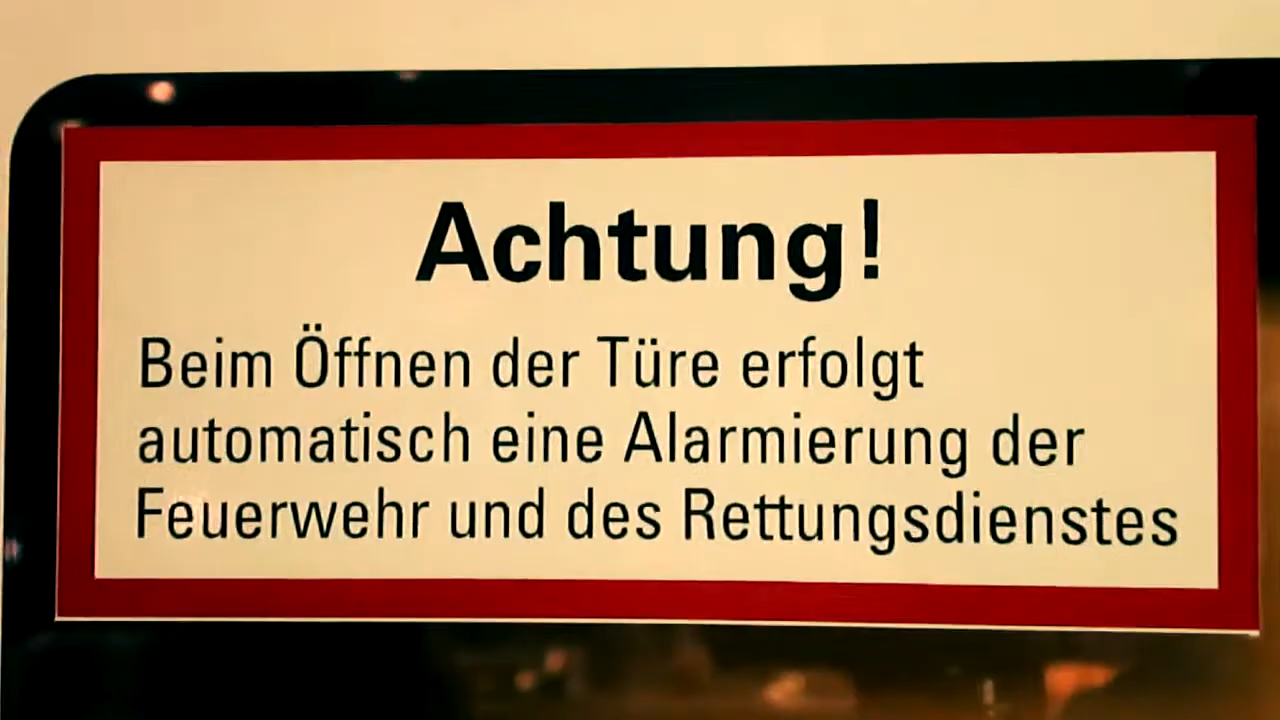 Achtung!
Beim Öffnen der Türe erfolgt
automatisch eine Alarmierung der
Feuerwehr und des Rettungsdienstes